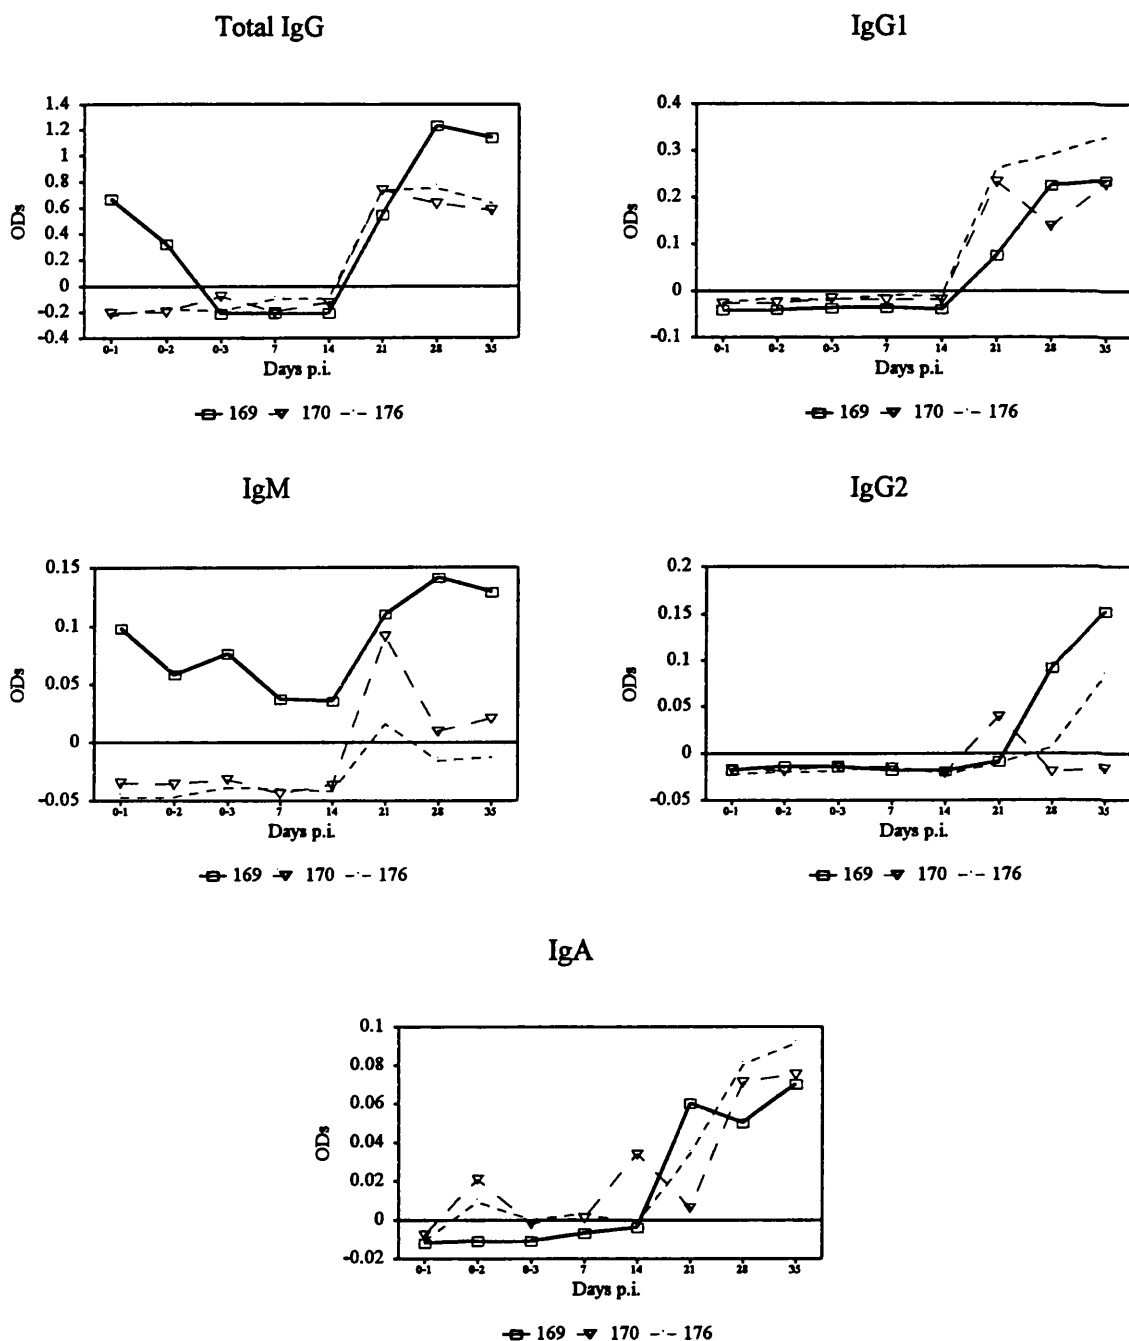 Total IgG
1.4
1.2
1
0.8
0.6
0.4
0.2
0
-0.2
-0.4
ODs
0-1 0-2 0-3 7 14 21 28 35
Days p.i.
169 170 176
IgG1
0.4
0.3
0.2
0.1
0
-0.1
ODs
0-1 0-2 0-3 7 14 21 28 35
Days p.i.
169 170 176
IgM
0.15
0.1
0.05
0
-0.05
ODs
0-1 0-2 0-3 7 14 21 28 35
Days p.i.
169 170 176
IgG2
0.2
0.15
0.1
0.05
0
-0.05
ODs
0-1 0-2 0-3 7 14 21 28 35
Days p.i.
169 170 176
IgA
0.1
0.08
0.06
0.04
0.02
0
-0.02
ODs
0-1 0-2 0-3 7 14 21 28 35
Days p.i.
169 170 176